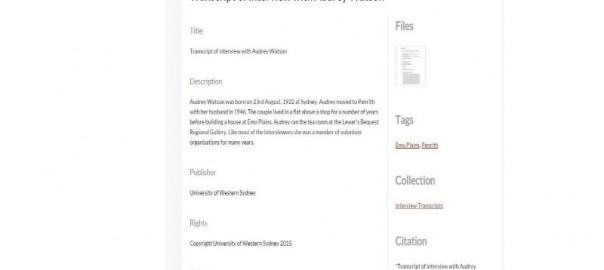 Transcript of Interview with Audrey Watson
Title
Transcript of Interview with Audrey Watson
Description
Audrey Watson was born on 23rd August, 1922 at Sydney. Audrey moved to Penrith
with her husband in 1946. The couple lived in a flat above a shop for a number of years
before building a house at Emu Plains. Audrey ran the tea room at the Lewer's Bequest
Regional Gallery. Like most of the interviewees she was a member of volunteer
organisations for many years.
Publisher
University of Western Sydney
Rights
Copyright University of Western Sydney 2015
Files
Tags
Emu Plains, Penrith
Collection
Interview Transcripts
Citation
"Transcript of Interview with Audrey